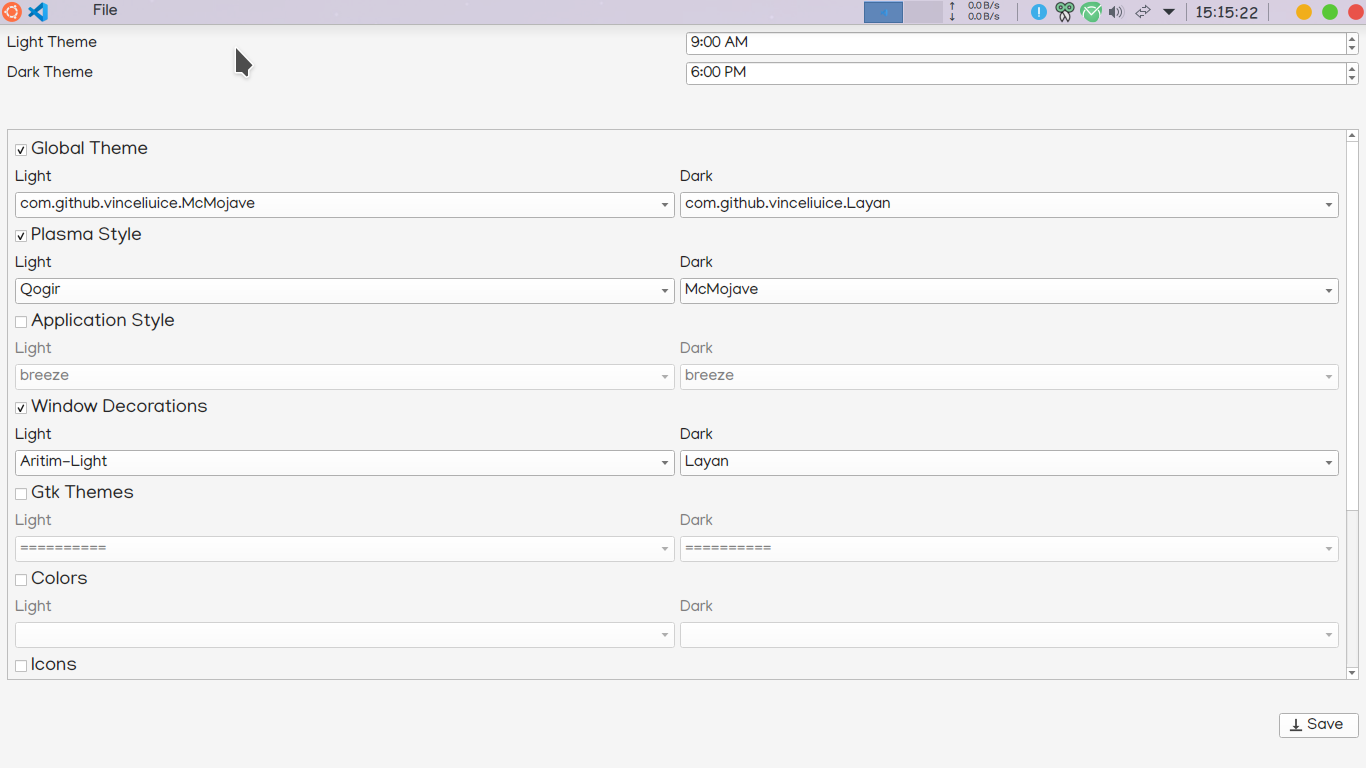 File
0.0 B/s
0.0 B/s
15:15:22
Light Theme 9:00 AM
Dark Theme 6:00 PM
Global Theme
Light Dark
com.github.vinceliuice.McMojave com.github.vinceliuice.Layan
Plasma Style
Light Dark
Qogir McMojave
Application Style
Light Dark
breeze breeze
Window Decorations
Light Dark
Aritim-Light Layan
Gtk Themes
Light Dark
========== ==========
Colors
Light Dark
Icons
Save